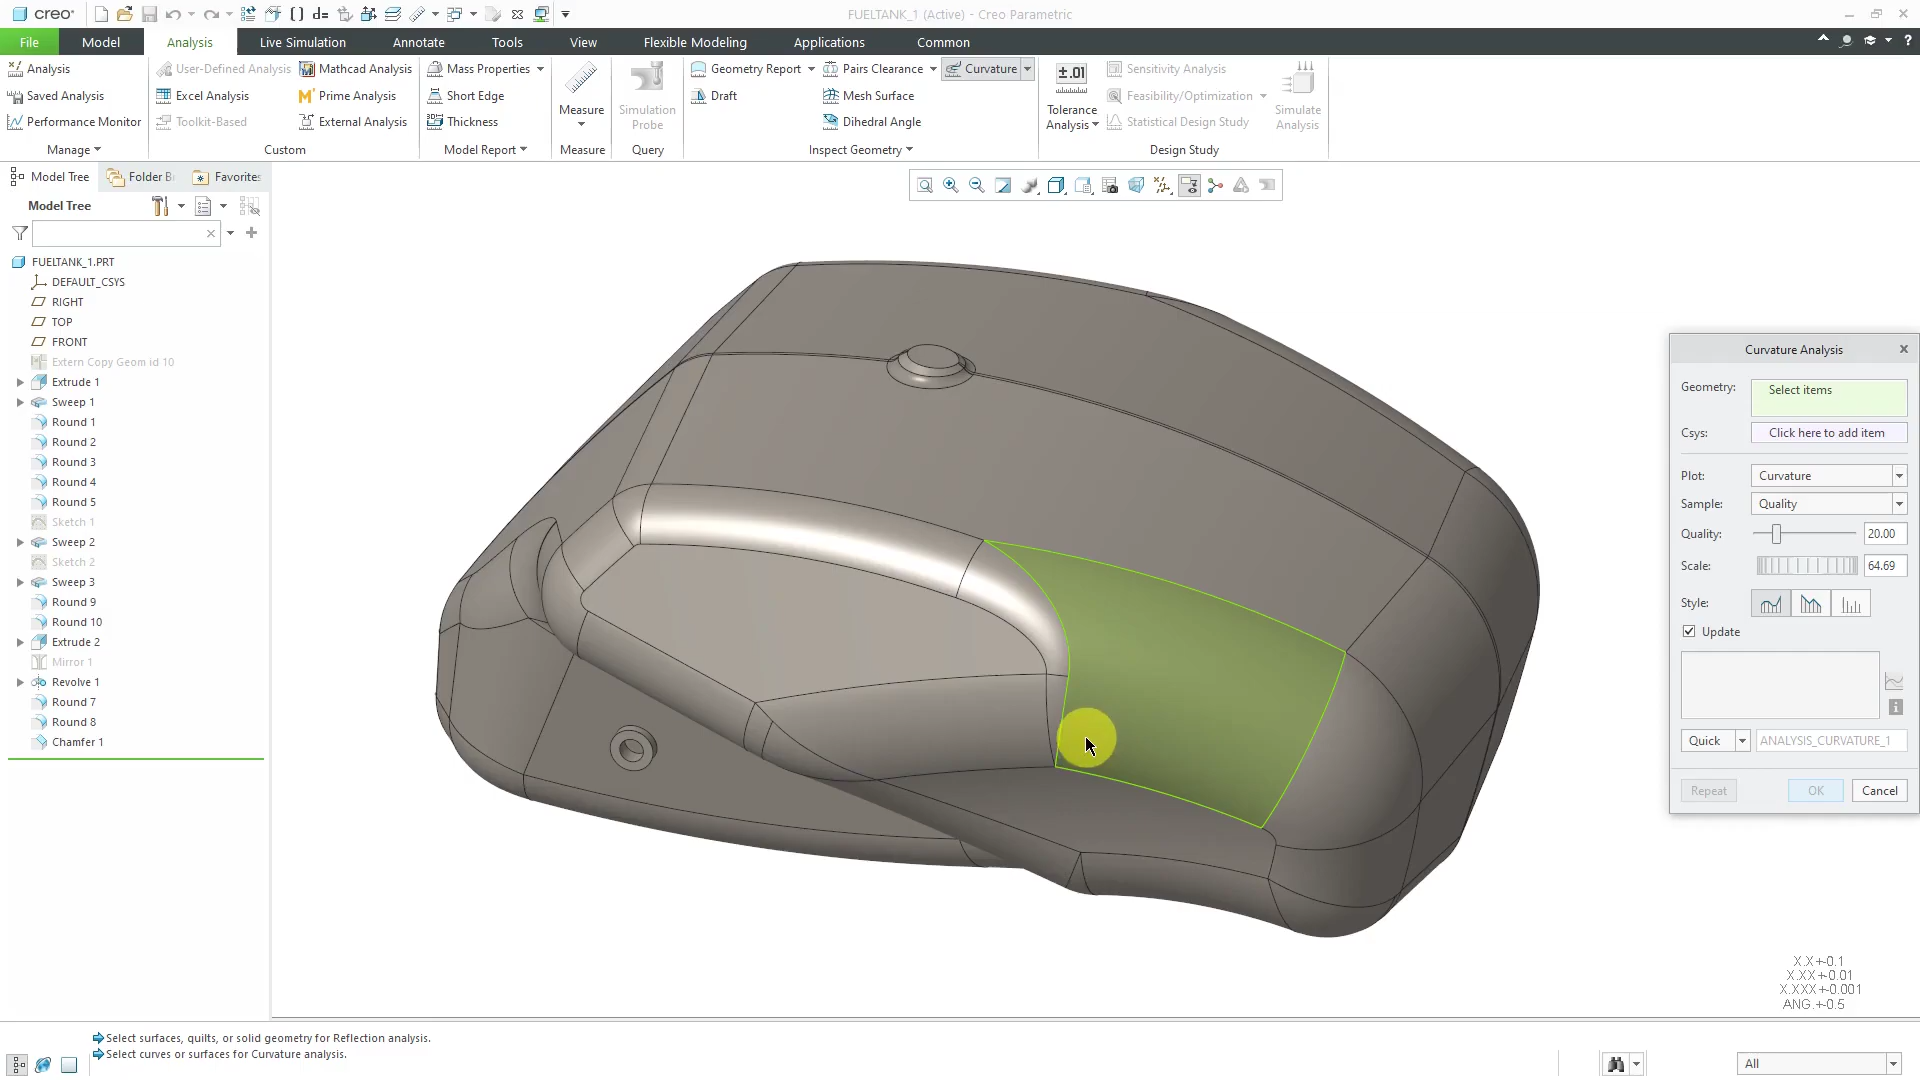 creo
FUELTANK_1 (Active) - Creo Parametric
File Model Analysis Live Simulation Annotate Tools View Flexible Modeling Applications Common
Analysis
Saved Analysis
Performance Monitor
Manage
User-Defined Analysis
Mathcad Analysis
Excel Analysis
Prime Analysis
Toolkit-Based
External Analysis
Custom
Mass Properties
Short Edge
Thickness
Model Report
Measure
Measure
Simulation
Probe
Query
Geometry Report
Pairs Clearance
Curvature
Draft
Mesh Surface
Dihedral Angle
Inspect Geometry
±.01
Tolerance
Analysis
Sensitivity Analysis
Feasibility/Optimization
Statistical Design Study
Simulate
Analysis
Design Study
Model Tree Folder B Favorites
Model Tree
FUELTANK_1.PRT
DEFAULT_CSYS
RIGHT
TOP
FRONT
Extern Copy Geom id 10
Extrude 1
Sweep 1
Round 1
Round 2
Round 3
Round 4
Round 5
Sketch 1
Sweep 2
Sketch 2
Sweep 3
Round 9
Round 10
Extrude 2
Mirror 1
Revolve 1
Round 7
Round 8
Chamfer 1
Curvature Analysis
Geometry: Select items
Csys: Click here to add item
Plot: Curvature
Sample: Quality
Quality: 20.00
Scale: 64.69
Style:
Update
Quick ANALYSIS_CURVATURE_1
Repeat OK Cancel
X.X+-0.1
X.XX+-0.01
X.XXX+-0.001
ANG.+-0.5
Select surfaces, quilts, or solid geometry for Reflection analysis.
Select curves or surfaces for Curvature analysis.
All